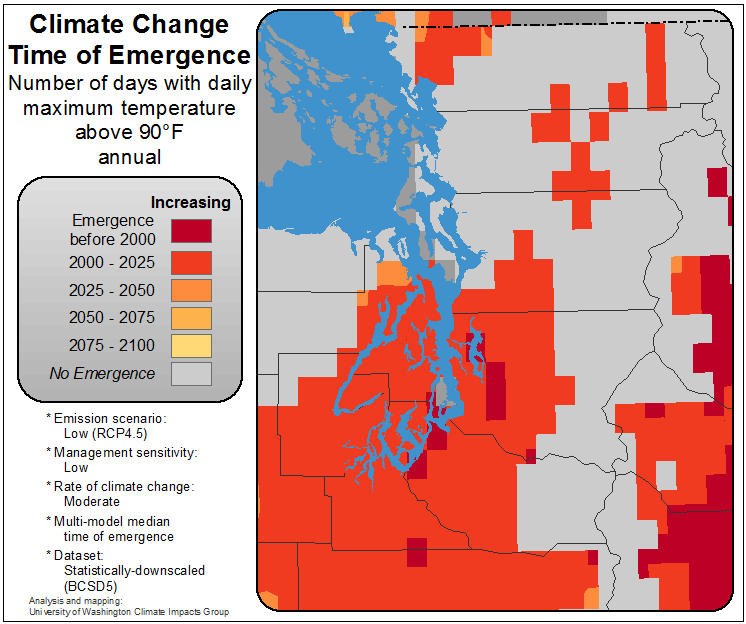 Climate Change
Time of Emergence
Number of days with daily
maximum temperature
above 90°F
annual
Increasing
Emergence
before 2000
2000 - 2025
2025 - 2050
2050 - 2075
2075 - 2100
No Emergence
* Emission scenario:
Low (RCP4.5)
* Management sensitivity:
Low
* Rate of climate change:
Moderate
* Multi-model median
time of emergence
* Dataset:
Statistically-downscaled
(BCSD5)
Analysis and mapping:
University of Washington Climate Impacts Group